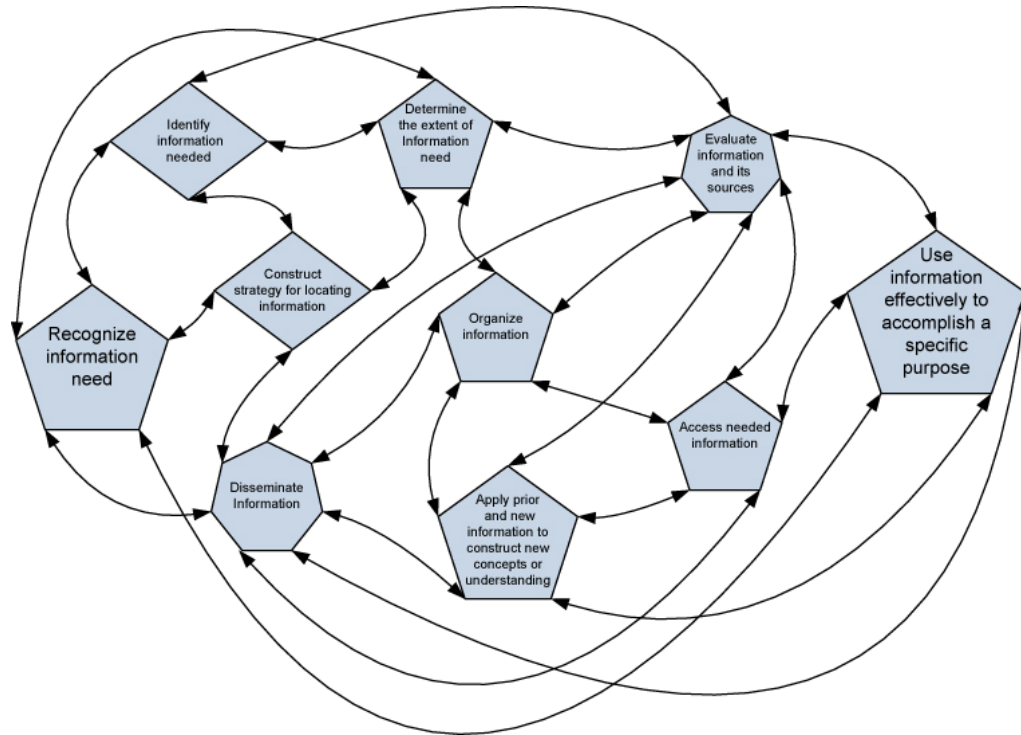 Identify
information
needed
Determine
the extent of
Information
need
Evaluate
information
and its
sources
Construct
strategy for locating
information
Use
information
effectively to
accomplish a
specific
purpose
Recognize
information
need
Organize
information
Access needed
information
Disseminate
Information
Apply prior
and new
information to
construct new
concepts or
understanding